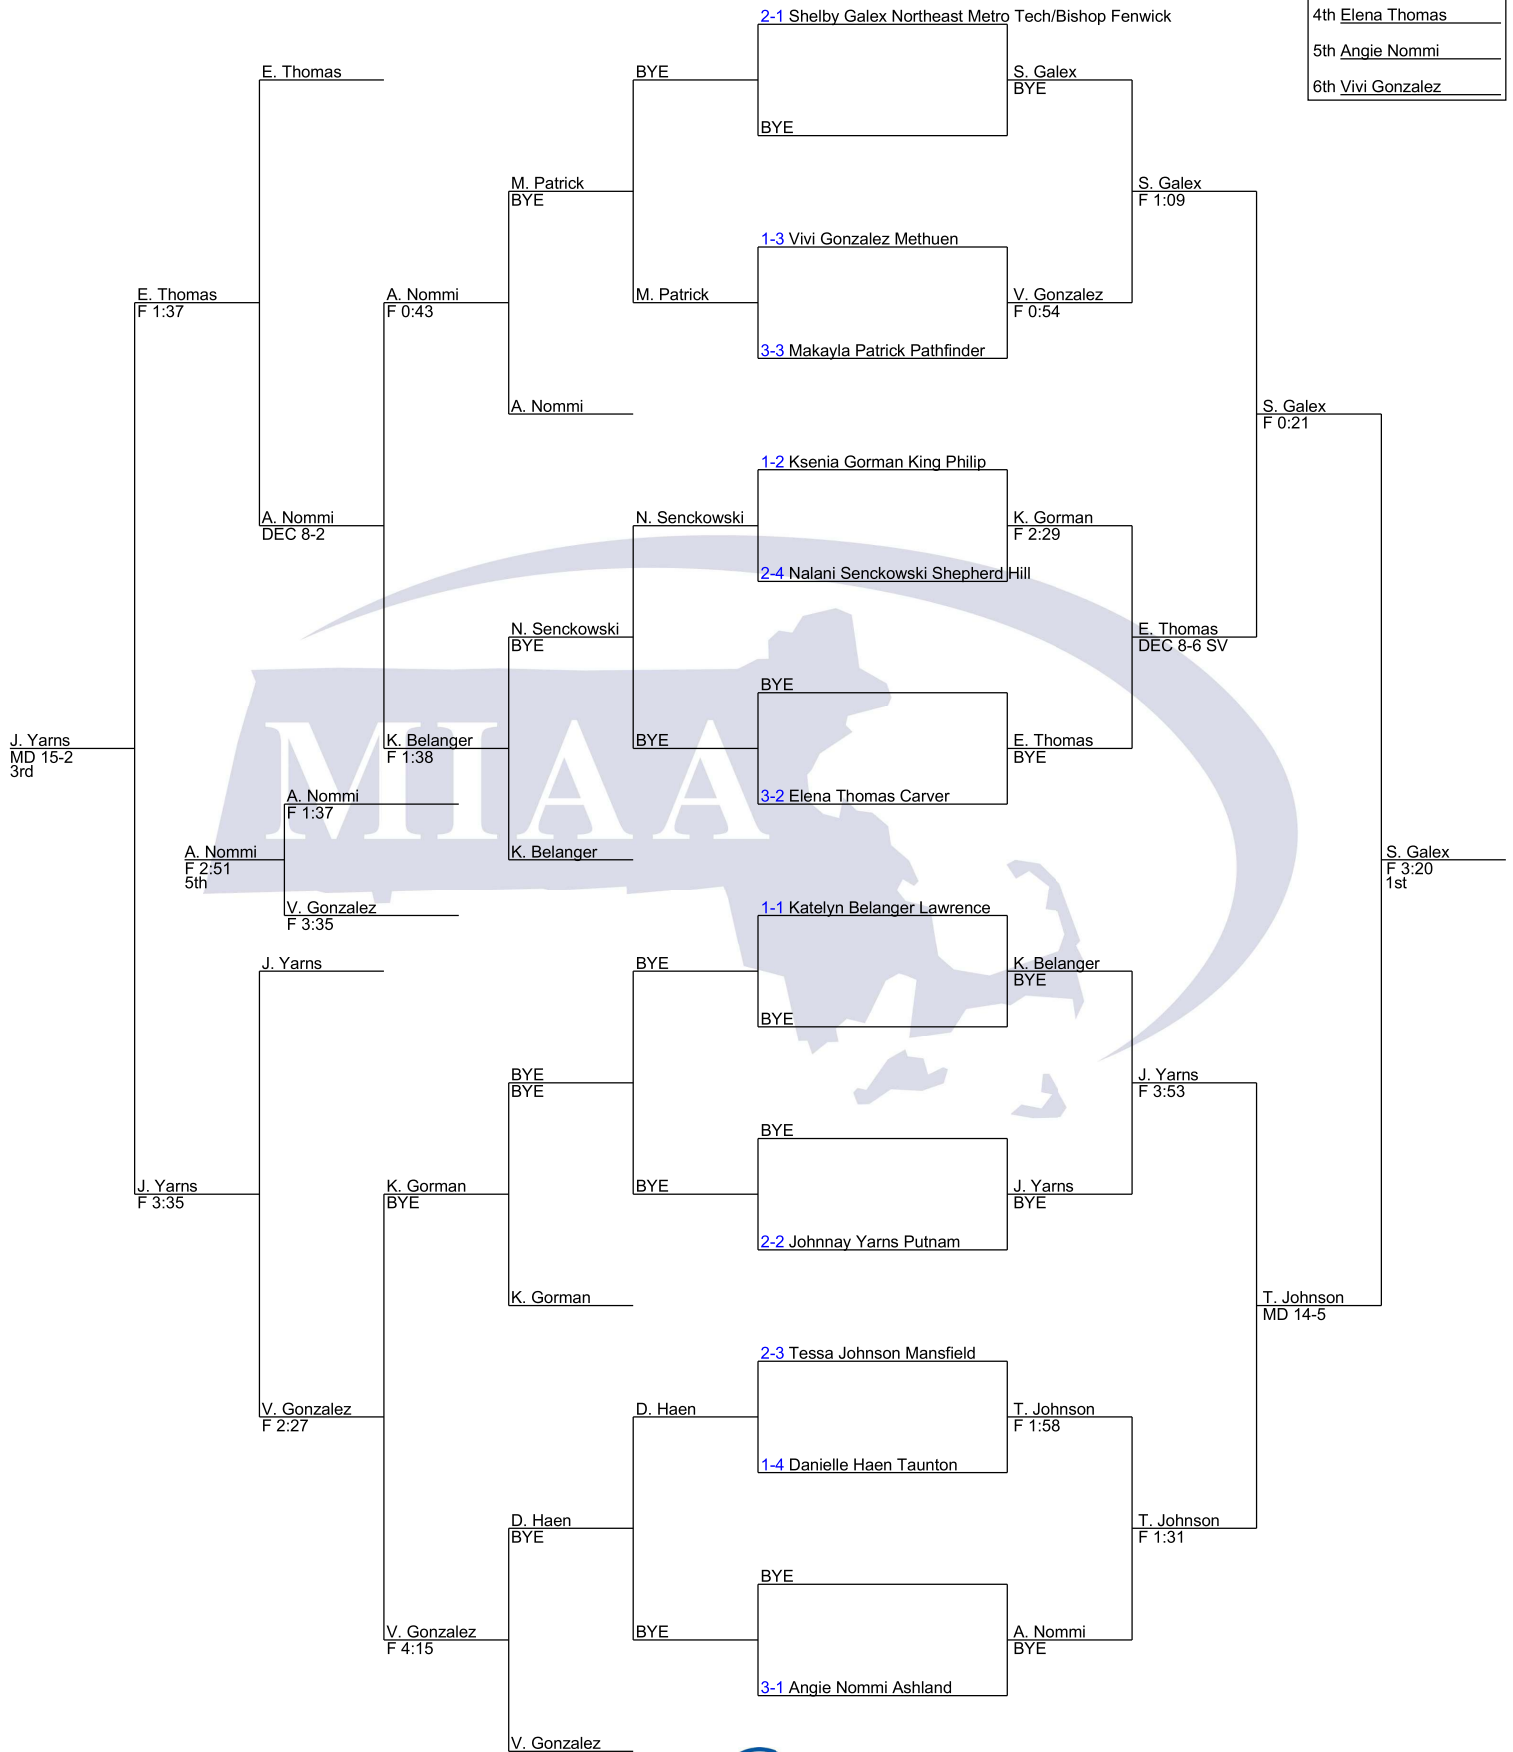 2-1 Shelby Galex Northeast Metro Tech/Bishop Fenwick
4th Elena Thomas
5th Angie Nommi
6th Vivi Gonzalez
E. Thomas
BYE
S. Galex
BYE
BYE
M. Patrick
BYE
S. Galex
F 1:09
1-3 Vivi Gonzalez Methuen
E. Thomas
F 1:37
A. Nommi
F 0:43
M. Patrick
V. Gonzalez
F 0:54
3-3 Makayla Patrick Pathfinder
A. Nommi
S. Galex
F 0:21
1-2 Ksenia Gorman King Philip
A. Nommi
DEC 8-2
N. Senckowski
K. Gorman
F 2:29
2-4 Nalani Senckowski Shepherd Hill
N. Senckowski
BYE
E. Thomas
DEC 8-6 SV
BYE
MIAA
J. Yarns
MD 15-2
3rd
K. Belanger
F 1:38
BYE
E. Thomas
BYE
A. Nommi
F 1:37
3-2 Elena Thomas Carver
A. Nommi
F 2:51
5th
K. Belanger
S. Galex
F 3:20
1st
V. Gonzalez
F 3:35
1-1 Katelyn Belanger Lawrence
J. Yarns
BYE
K. Belanger
BYE
BYE
BYE
BYE
J. Yarns
F 3:53
BYE
J. Yarns
F 3:35
K. Gorman
BYE
BYE
J. Yarns
BYE
2-2 Johnnay Yarns Putnam
K. Gorman
T. Johnson
MD 14-5
2-3 Tessa Johnson Mansfield
V. Gonzalez
F 2:27
D. Haen
T. Johnson
F 1:58
1-4 Danielle Haen Taunton
D. Haen
BYE
T. Johnson
F 1:31
BYE
V. Gonzalez
F 4:15
BYE
A. Nommi
BYE
3-1 Angie Nommi Ashland
V. Gonzalez